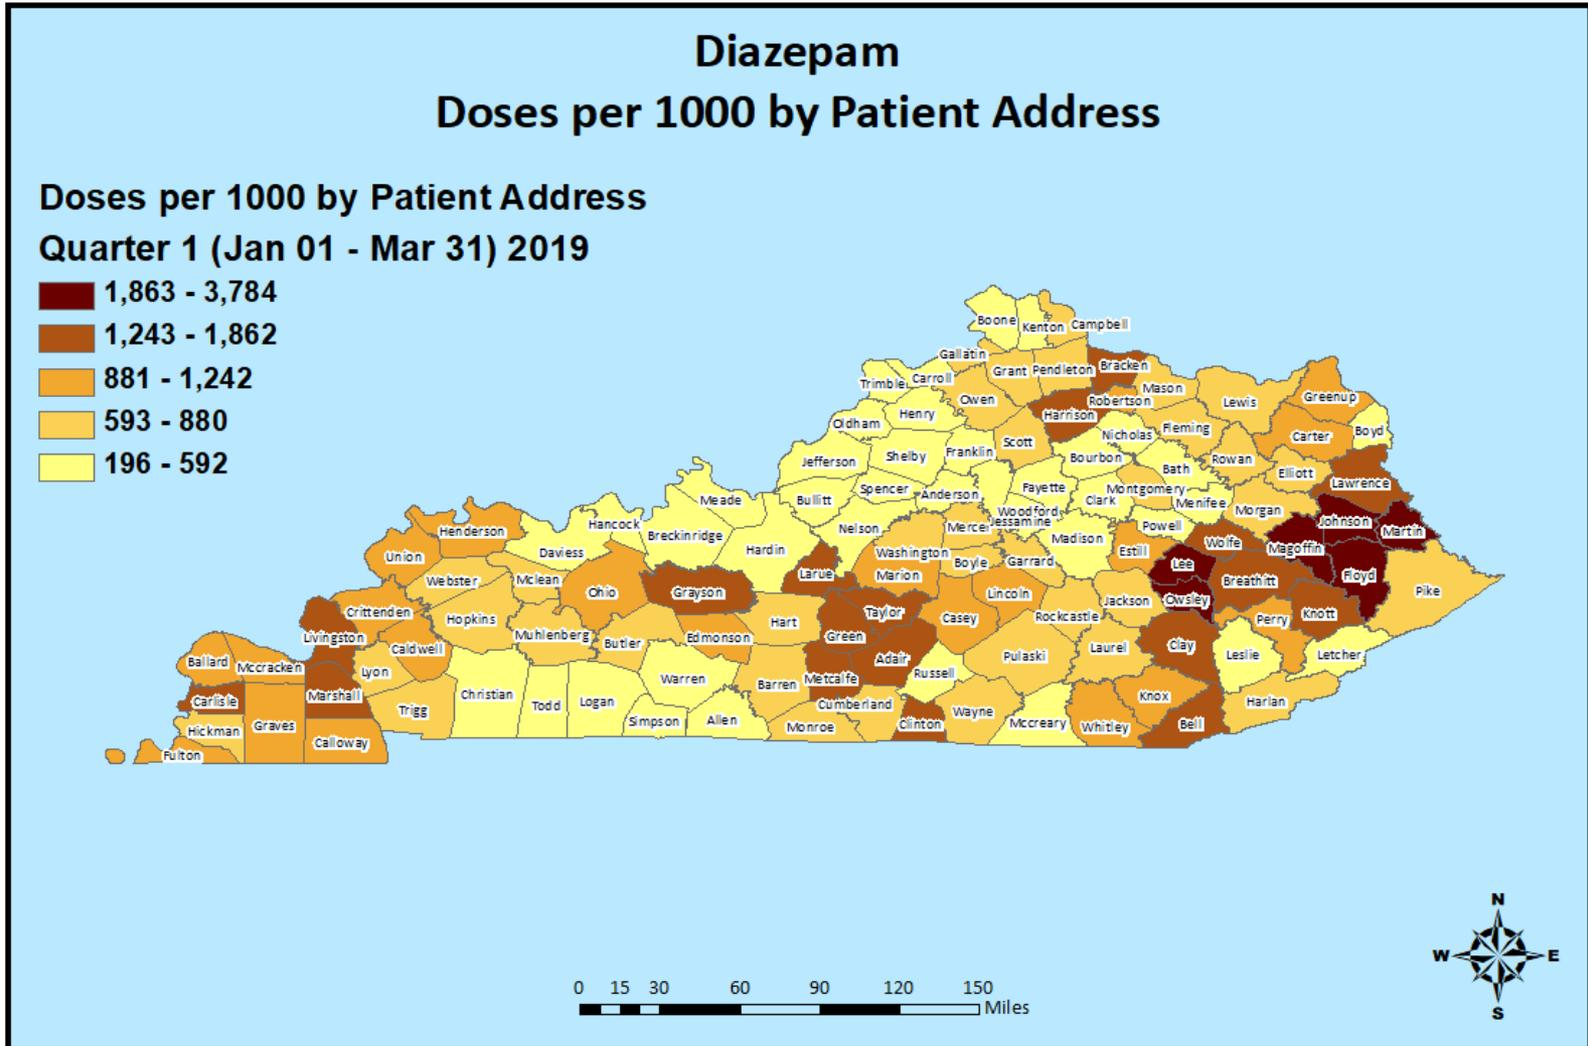 Diazepam
Doses per 1000 by Patient Address
Doses per 1000 by Patient Address
Quarter 1 (Jan 01 - Mar 31) 2019
1,863 - 3,784
1,243 - 1,862
881 - 1,242
593 - 880
196 - 592
Boone
Kenton
Campbell
Gallatin
Grant
Pendleton
Bracken
Trimble
Carroll
Owen
Robertson
Mason
Lewis
Greenup
Oldham
Henry
Harrison
Nicholas
Fleming
Carter
Boyd
Jefferson
Shelby
Franklin
Scott
Bourbon
Bath
Rowan
Elliott
Lawrence
Meade
Bullitt
Spencer
Anderson
Fayette
Woodford
Clark
Montgomery
Menifee
Morgan
Johnson
Martin
Hancock
Breckinridge
Nelson
Mercer
Jessamine
Madison
Powell
Wolfe
Magoffin
Henderson
Daviess
Hardin
Washington
Boyle
Garrard
Estill
Lee
Breathitt
Floyd
Pike
Union
Webster
Mclean
Ohio
Grayson
Larue
Marion
Lincoln
Jackson
Owsley
Knott
Crittenden
Hopkins
Muhlenberg
Butler
Edmonson
Hart
Green
Taylor
Casey
Rockcastle
Perry
Livingston
Caldwell
Lyon
Warren
Barren
Metcalfe
Adair
Russell
Pulaski
Laurel
Clay
Leslie
Letcher
Ballard
Mccracken
Carlisle
Marshall
Trigg
Christian
Todd
Logan
Simpson
Allen
Monroe
Cumberland
Clinton
Wayne
Mccreary
Whitley
Knox
Bell
Harlan
Hickman
Graves
Calloway
Fulton
N
W
E
S
0 15 30 60 90 120 150
Miles